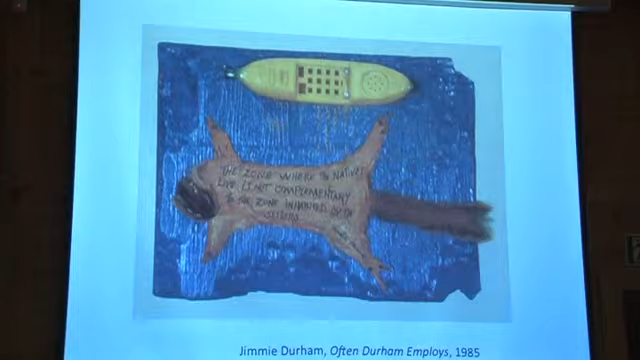 THE ZONE WHERE THE NATIVES
LIVE IS NOT COMPLEMENTARY
TO THE ZONE INHABITED BY THE
SETTLERS
Jimmie Durham, Often Durham Employs, 1985